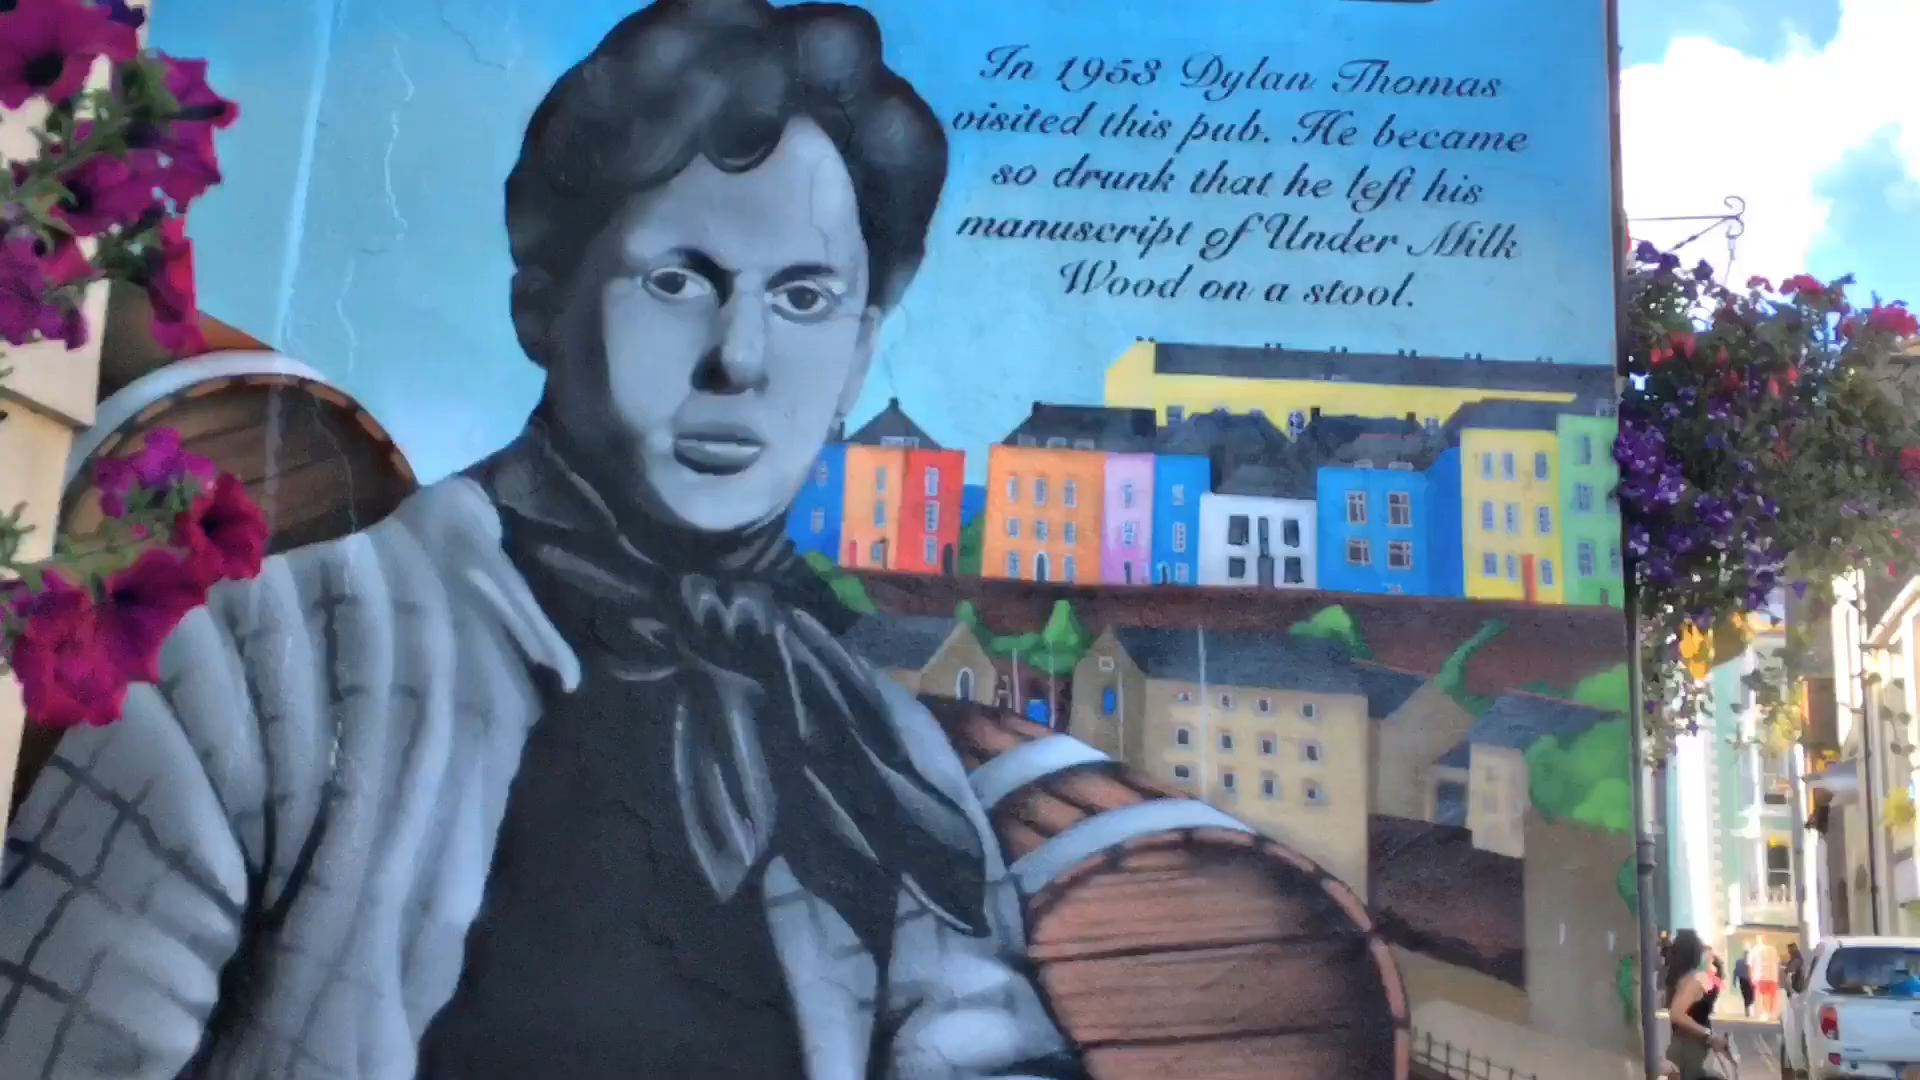 In 1953 Dylan Thomas
visited this pub. He became
so drunk that he left his
manuscript of Under Milk
Wood on a stool.